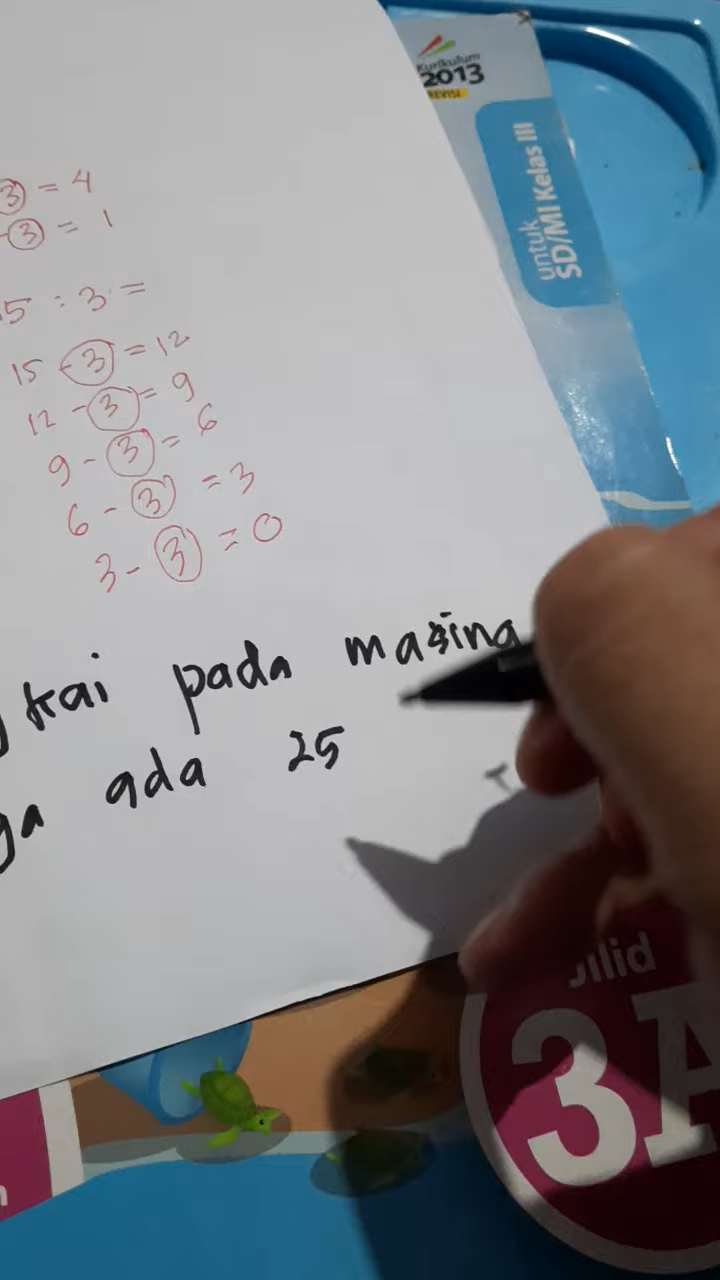 Kurikulum
2013
REVISI
untuk
SD/MI Kelas III
3 = 4
-3 = 1
15 : 3 =
15 - 3 = 12
12 - 3 = 9
9 - 3 = 6
6 - 3 = 3
3 - 3 = 0
kai pada masing
ga ada 25
Jilid
3A